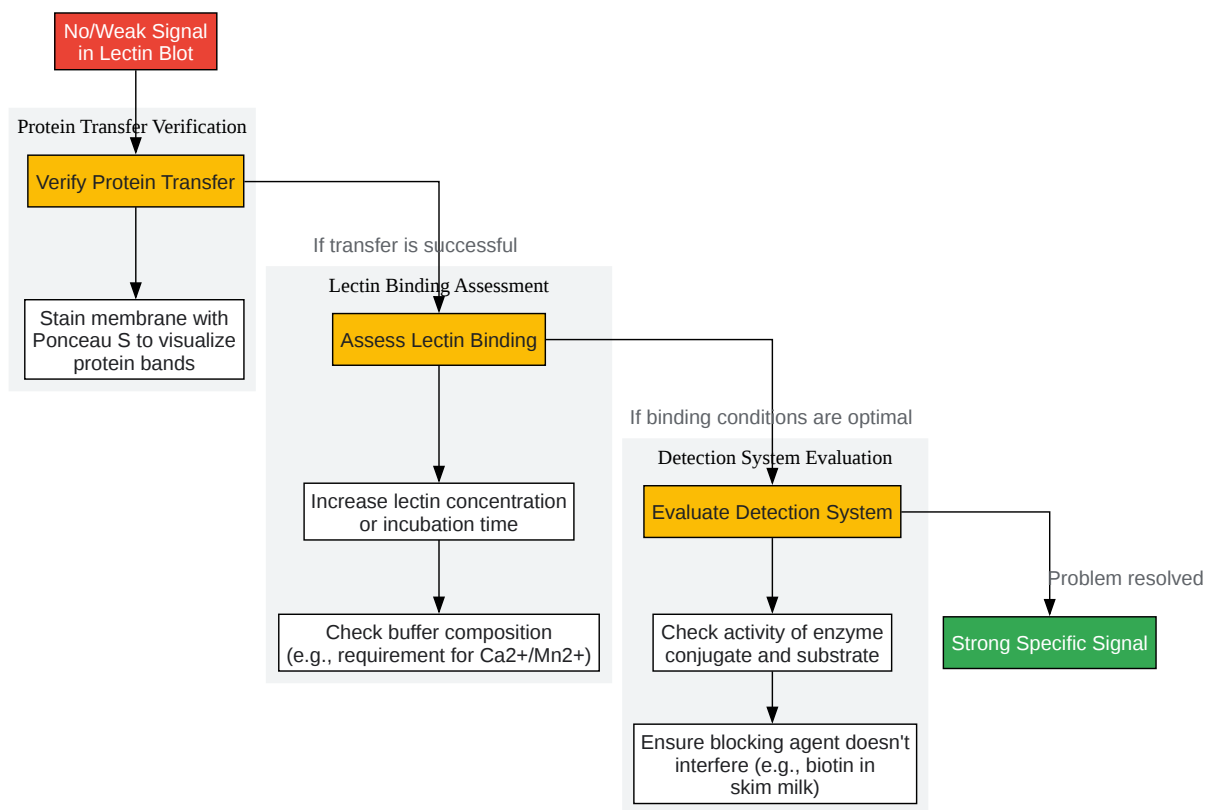 No/Weak Signal
in Lectin Blot
Protein Transfer Verification
Verify Protein Transfer
Stain membrane with
Ponceau S to visualize
protein bands
If transfer is successful
Lectin Binding Assessment
Assess Lectin Binding
Increase lectin concentration
or incubation time
Check buffer composition
(e.g., requirement for Ca2+/Mn2+)
If binding conditions are optimal
Detection System Evaluation
Evaluate Detection System
Check activity of enzyme
conjugate and substrate
Ensure blocking agent doesn't
interfere (e.g., biotin in
skim milk)
Problem resolved
Strong Specific Signal